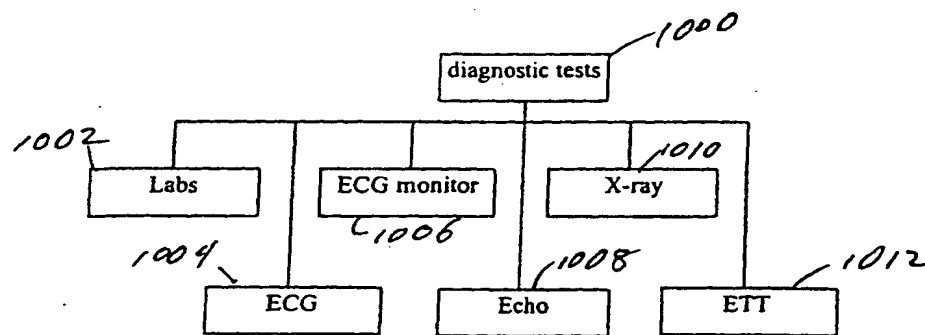 1000
diagnostic tests
1002
1010
Labs
ECG monitor
X-ray
1006
1004
1008
1012
ECG
Echo
ETT